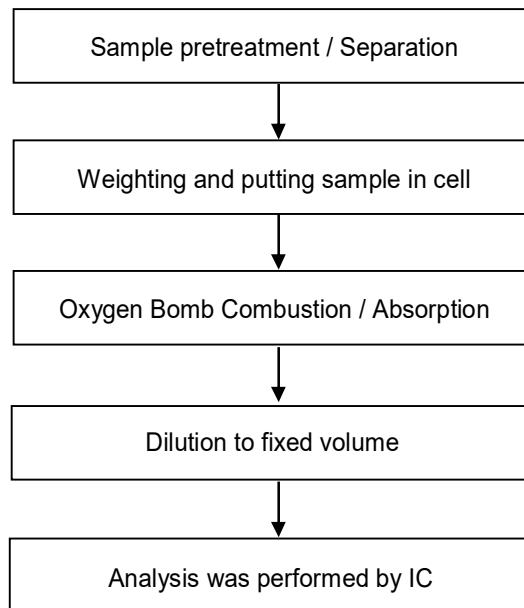 Sample pretreatment / Separation
Weighting and putting sample in cell
Oxygen Bomb Combustion / Absorption
Dilution to fixed volume
Analysis was performed by IC